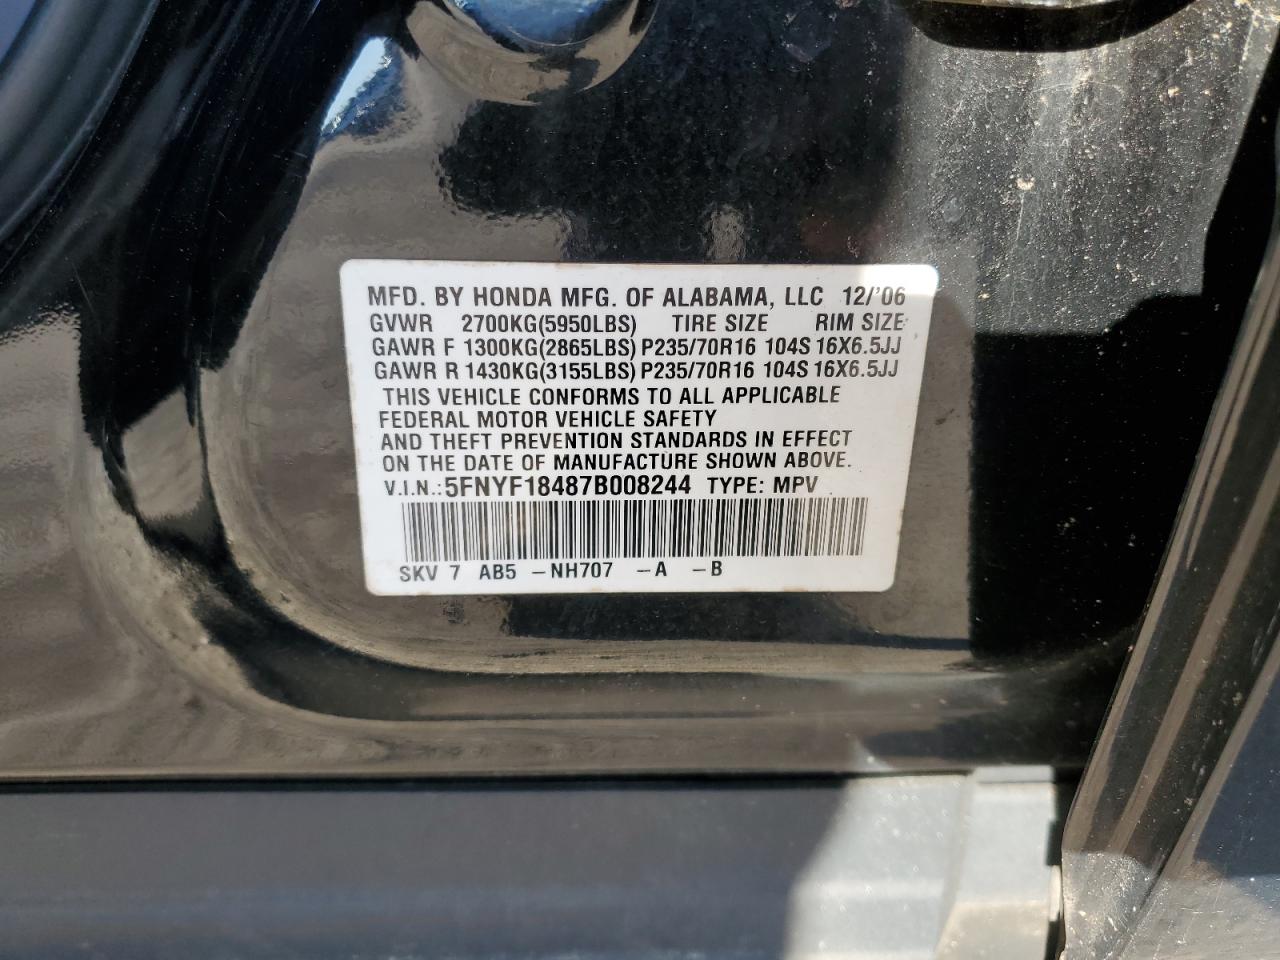 MFD. BY HONDA MFG. OF ALABAMA, LLC 12/'06
GVWR 2700KG(5950LBS) TIRE SIZE RIM SIZE
GAWR F 1300KG(2865LBS) P235/70R16 104S 16X6.5JJ
GAWR R 1430KG(3155LBS) P235/70R16 104S 16X6.5JJ
THIS VEHICLE CONFORMS TO ALL APPLICABLE
FEDERAL MOTOR VEHICLE SAFETY
AND THEFT PREVENTION STANDARDS IN EFFECT
ON THE DATE OF MANUFACTURE SHOWN ABOVE.
V.I.N.:5FNYF18487B008244 TYPE: MPV
SKV 7 AB5 -NH707 -A -B